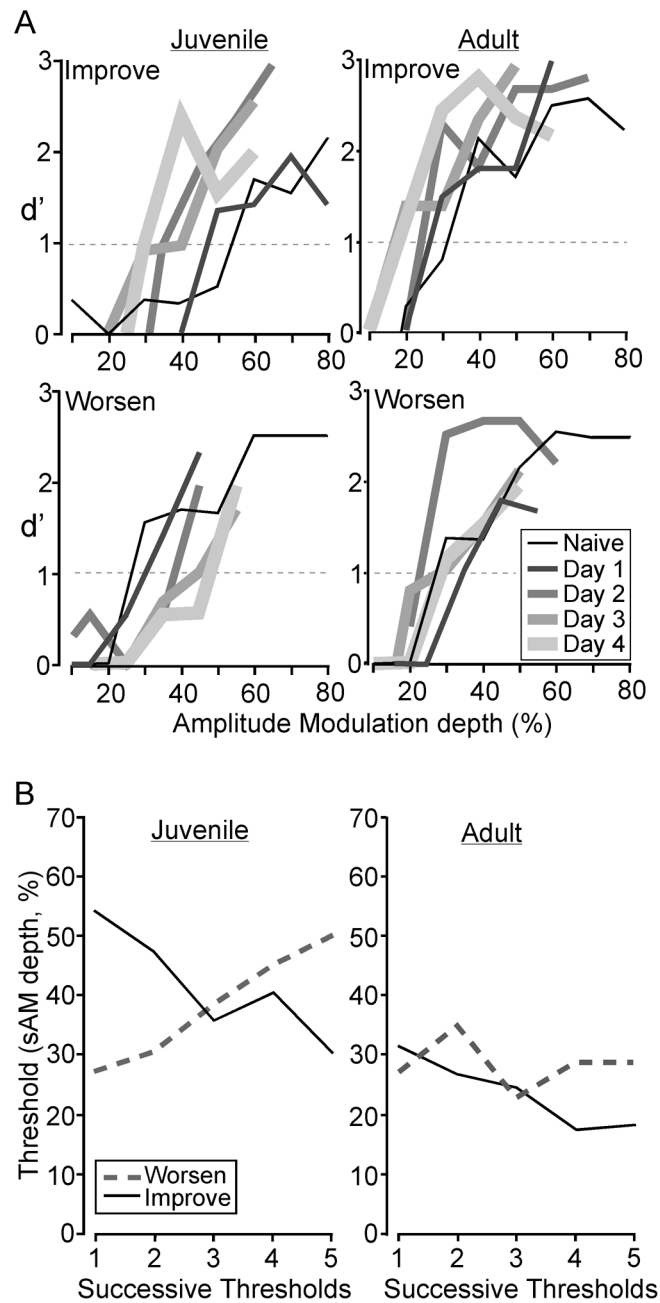 A
Juvenile Adult
3 Improve 3 Improve
2 2
d'
1 1
0 0
20 40 60 80 20 40 60 80
3 Worsen 3 Worsen
2 2
d'
Naive
Day 1
1 1
Day 2
Day 3
Day 4
0 0
20 40 60 80 20 40 60 80
Amplitude Modulation depth (%)
B
70 70
Juvenile Adult
60 60
50 50
40 40
30 30
20 20
10 10
0 0
Threshold (sAM depth, %)
Worsen
Improve
1 2 3 4 5 1 2 3 4 5
Successive Thresholds Successive Thresholds